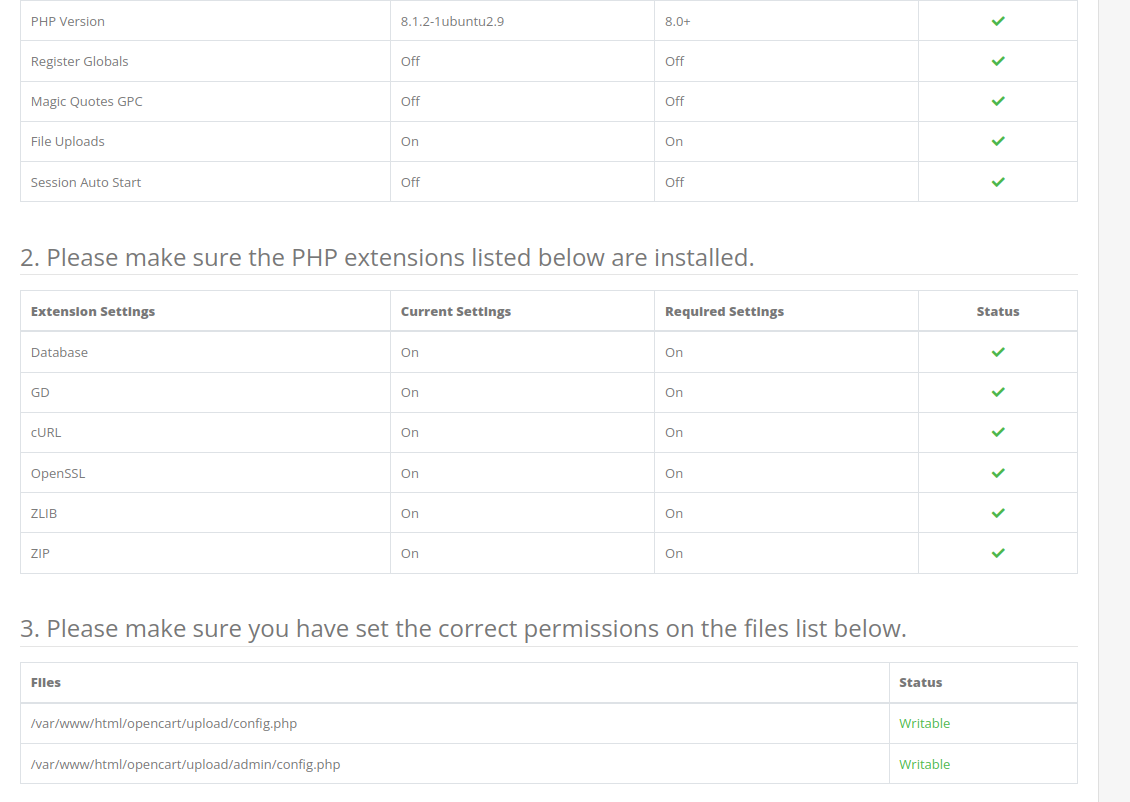 PHP Version 8.1.2-1ubuntu2.9 8.0+
Register Globals Off Off
Magic Quotes GPC Off Off
File Uploads On On
Session Auto Start Off Off
2. Please make sure the PHP extensions listed below are installed.
Extension Settings Current Settings Required Settings Status
Database On On
GD On On
cURL On On
OpenSSL On On
ZLIB On On
ZIP On On
3. Please make sure you have set the correct permissions on the files list below.
Files Status
/var/www/html/opencart/upload/config.php Writable
/var/www/html/opencart/upload/admin/config.php Writable